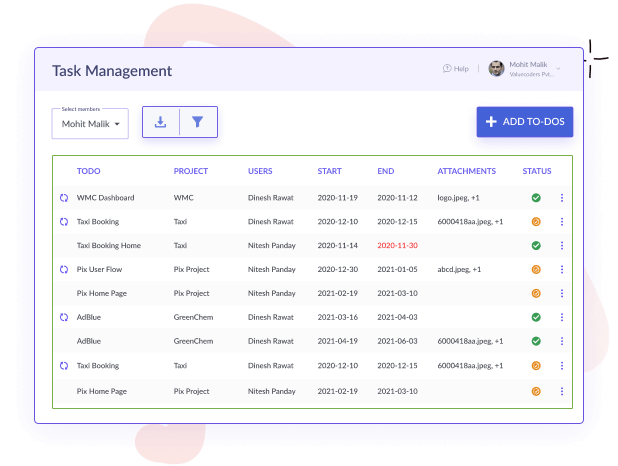 Task Management
Help
Mohit Malik
Valuecoders Pvt...
Select members
Mohit Malik
ADD TO-DOS
TODO PROJECT USERS START END ATTACHMENTS STATUS
WMC Dashboard WMC Dinesh Rawat 2020-11-19 2020-11-12 logo.jpeg, +1
Taxi Booking Taxi Dinesh Rawat 2020-12-10 2020-12-15 6000418aa.jpeg, +1
Taxi Booking Home Taxi Nitesh Panday 2020-11-14 2020-11-30
Pix User Flow Pix Project Nitesh Panday 2020-12-30 2021-01-05 abcd.jpeg, +1
Pix Home Page Pix Project Nitesh Panday 2021-02-19 2021-03-10
AdBlue GreenChem Dinesh Rawat 2021-03-16 2021-04-03
AdBlue GreenChem Dinesh Rawat 2021-04-19 2021-06-03 6000418aa.jpeg, +1
Taxi Booking Taxi Dinesh Rawat 2020-12-10 2020-12-15 6000418aa.jpeg, +1
Pix Home Page Pix Project Nitesh Panday 2021-02-19 2021-03-10